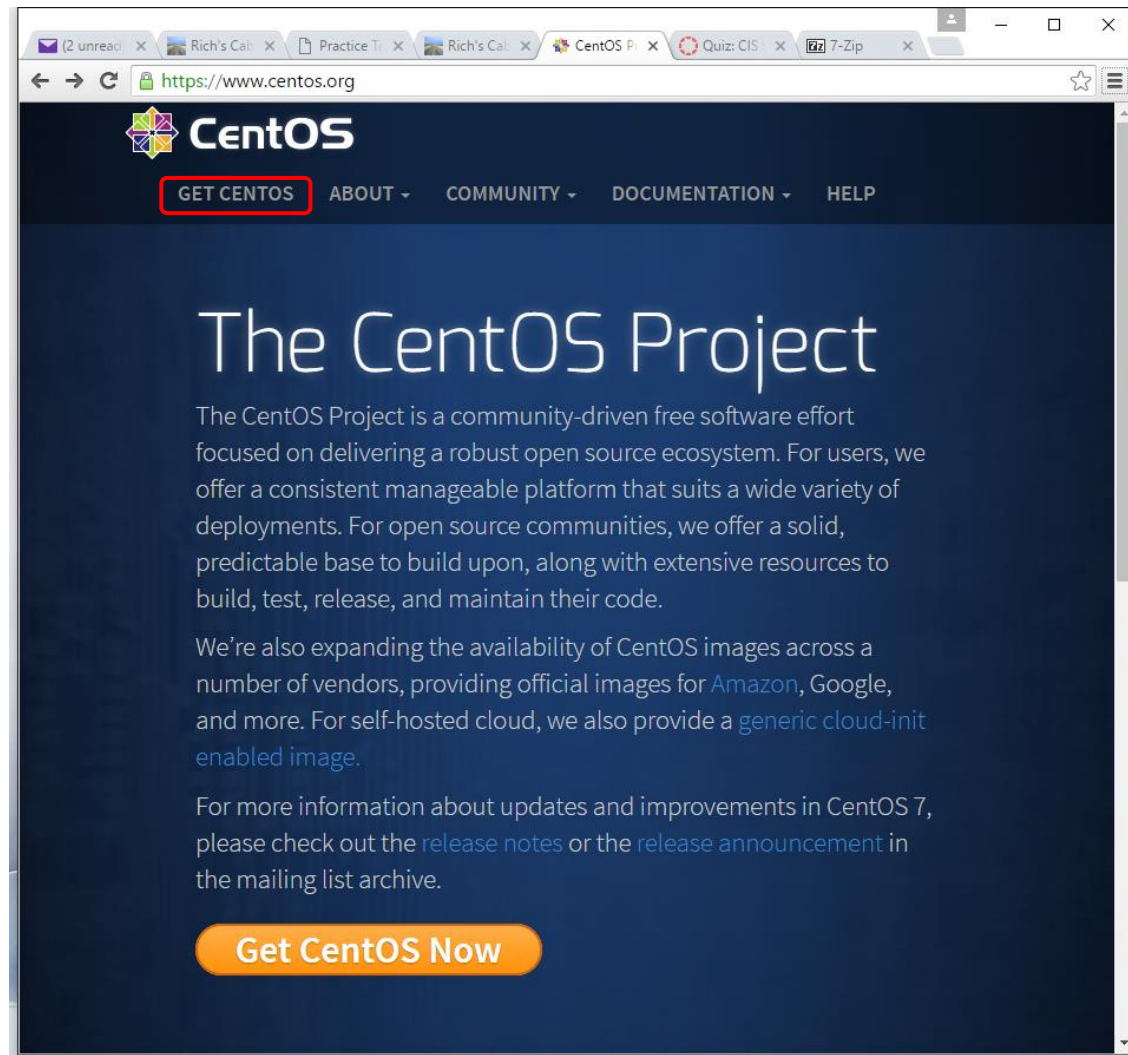 (2 unread Rich's Cab Practice Te Rich's Cab CentOS P Quiz: CIS 7-Zip
https://www.centos.org
CentOS
GET CENTOS ABOUT COMMUNITY DOCUMENTATION HELP
The CentOS Project
The CentOS Project is a community-driven free software effort
focused on delivering a robust open source ecosystem. For users, we
offer a consistent manageable platform that suits a wide variety of
deployments. For open source communities, we offer a solid,
predictable base to build upon, along with extensive resources to
build, test, release, and maintain their code.
We’re also expanding the availability of CentOS images across a
number of vendors, providing official images for Amazon, Google,
and more. For self-hosted cloud, we also provide a generic cloud-init
enabled image.
For more information about updates and improvements in CentOS 7,
please check out the release notes or the release announcement in
the mailing list archive.
Get CentOS Now